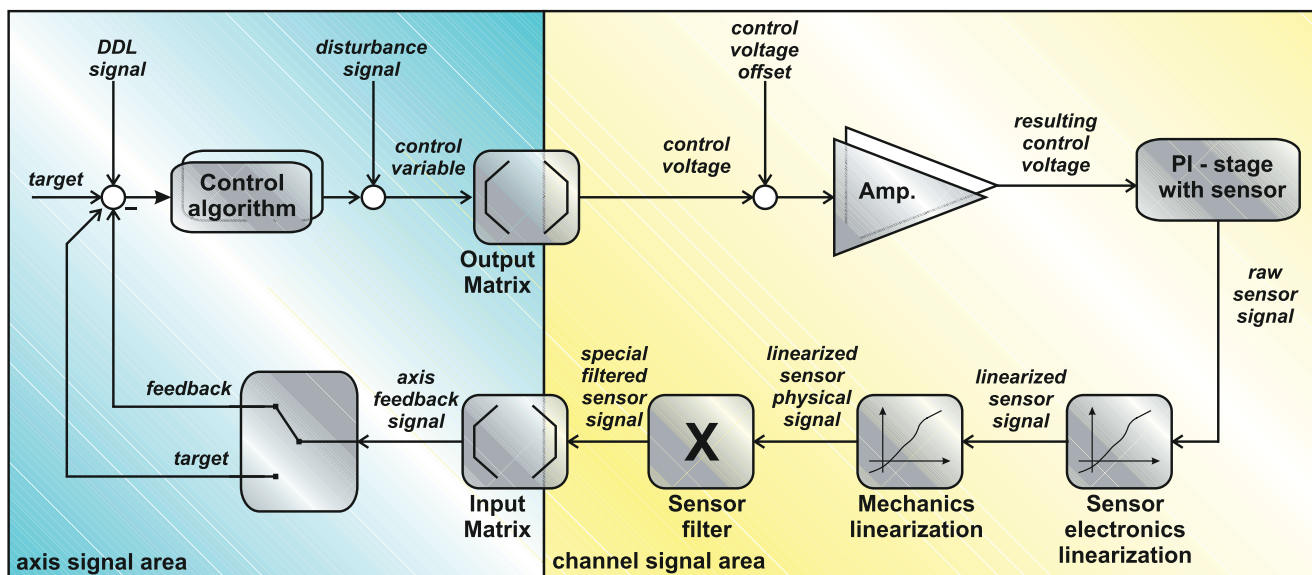 DDL
signal
disturbance
signal
control
voltage
offset
target
Control
algorithm
control
variable
Output
Matrix
control
voltage
Amp.
resulting
control
voltage
PI - stage
with sensor
raw
sensor
signal
feedback
target
axis
feedback
signal
Input
Matrix
special
filtered
sensor
signal
X
Sensor
filter
linearized
sensor
physical
signal
Mechanics
linearization
linearized
sensor
signal
Sensor
electronics
linearization
axis signal area
channel signal area